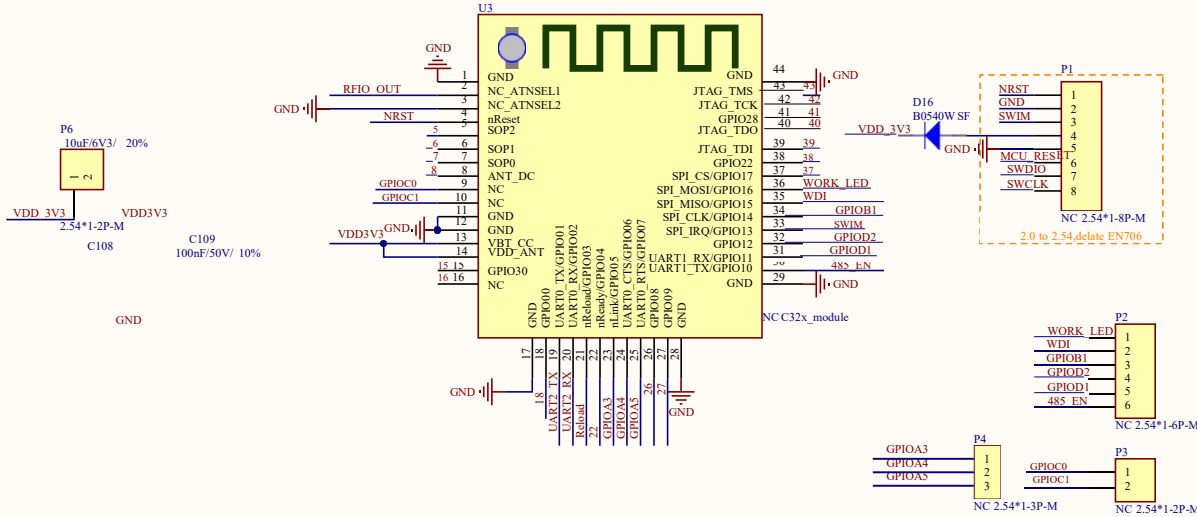 U3
GND
1
GND
RFIO_OUT
2
NC_ATNSEL1
GND
3
NC_ATNSEL2
NRST
4
nReset
5
5
SOP2
6
6
SOP1
7
7
SOP0
8
8
ANT_DC
GPIOC0
9
NC
GPIOC1
10
NC
11
GND
GND
12
GND
VDD3V3
13
VBT_CC
14
VDD_ANT
15
15
GPIO30
16
16
NC
GND
44
GND
JTAG_TMS
43
43
JTAG_TCK
42
42
GPIO28
41
41
JTAG_TDO
40
40
JTAG_TDI
39
39
GPIO22
38
38
SPI_CS/GPIO17
37
37
SPI_MOSI/GPIO16
36
WORK_LED
SPI_MISO/GPIO15
35
WDI
SPI_CLK/GPIO14
34
GPIOB1
SPI_IRQ/GPIO13
33
SWIM
GPIO12
32
GPIOD2
UART1_RX/GPIO11
31
GPIOD1
UART1_TX/GPIO10
485_EN
GND
29
GND
NC C32x_module
GND
GPIO00
UART0_TX/GPIO01
UART0_RX/GPIO02
nReload/GPIO03
nReady/GPIO04
nLink/GPIO05
UART0_CTS/GPIO06
UART0_RTS/GPIO07
GPIO08
GPIO09
GND
17
18
19
20
21
22
23
24
25
26
27
28
GND
18
UART2_TX
UART2_RX
Reload
22
GPIOA3
GPIOA4
GPIOA5
26
27
GND
P6
10uF/6V3/ 20%
1
2
VDD_3V3
VDD3V3
2.54*1-2P-M
C108
C109
100nF/50V/ 10%
GND
P1
D16
B0540WSF
VDD_3V3
GND
NRST
1
GND
2
SWIM
3
4
5
MCU_RESET
6
SWDIO
7
SWCLK
8
NC 2.54*1-8P-M
2.0 to 2.54,delate EN706
P2
WORK_LED
1
WDI
2
GPIOB1
3
GPIOD2
4
GPIOD1
5
485_EN
6
NC 2.54*1-6P-M
P4
GPIOA3
1
GPIOA4
2
GPIOA5
3
NC 2.54*1-3P-M
P3
GPIOC0
1
GPIOC1
2
NC 2.54*1-2P-M